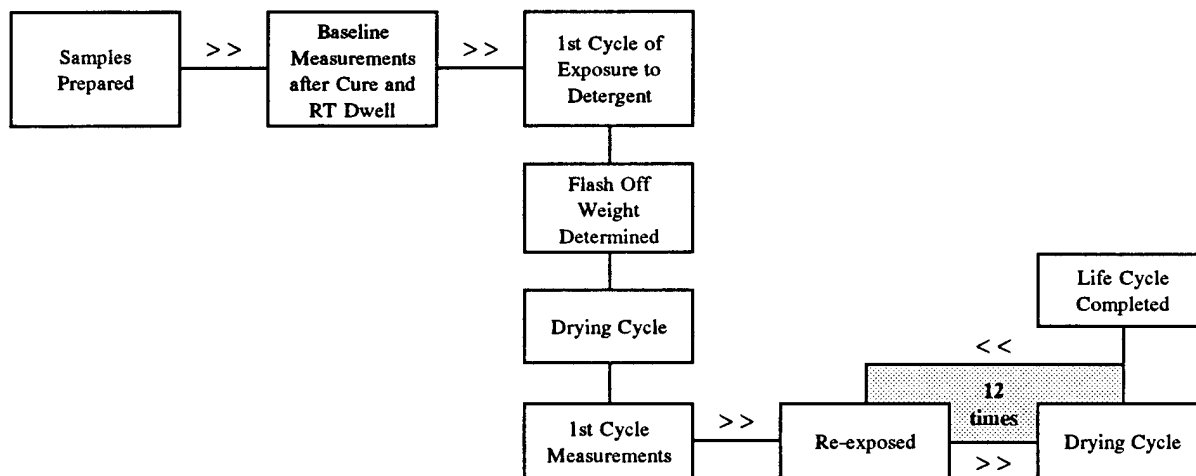 Samples
Prepared
>>
Baseline
Measurements
after Cure and
RT Dwell
>>
1st Cycle of
Exposure to
Detergent
Flash Off
Weight
Determined
Drying Cycle
1st Cycle
Measurements
>>
Re-exposed
12
times
>>
Drying Cycle
<<
Life Cycle
Completed